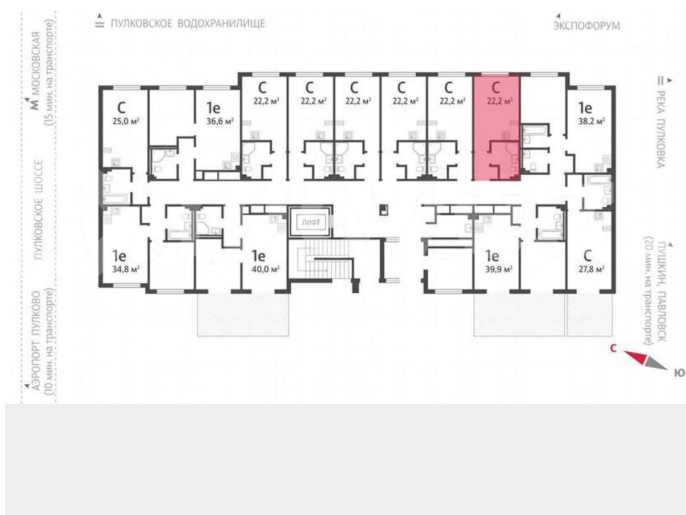 ПУЛКОВСКОЕ ВОДОХРАНИЛИЩЕ
ЭКСПОФОРУМ
М МОСКОВСКАЯ
(15 мин. на транспорте)
ПУЛКОВСКОЕ ШОССЕ
АЭРОПОРТ ПУЛКОВО
(10 мин. на транспорте)
РЕКА ПУЛКОВКА
ПУШКИН, ПАВЛОВСК
(20 мин. на транспорте)
С
25,0 м²
1е
36,6 м²
С
22,2 м²
С
22,2 м²
С
22,2 м²
С
22,2 м²
С
22,2 м²
С
22,2 м²
1е
38,2 м²
1е
34,8 м²
1е
40,0 м²
ЛИФТ
1е
39,9 м²
С
27,8 м²
С
Ю